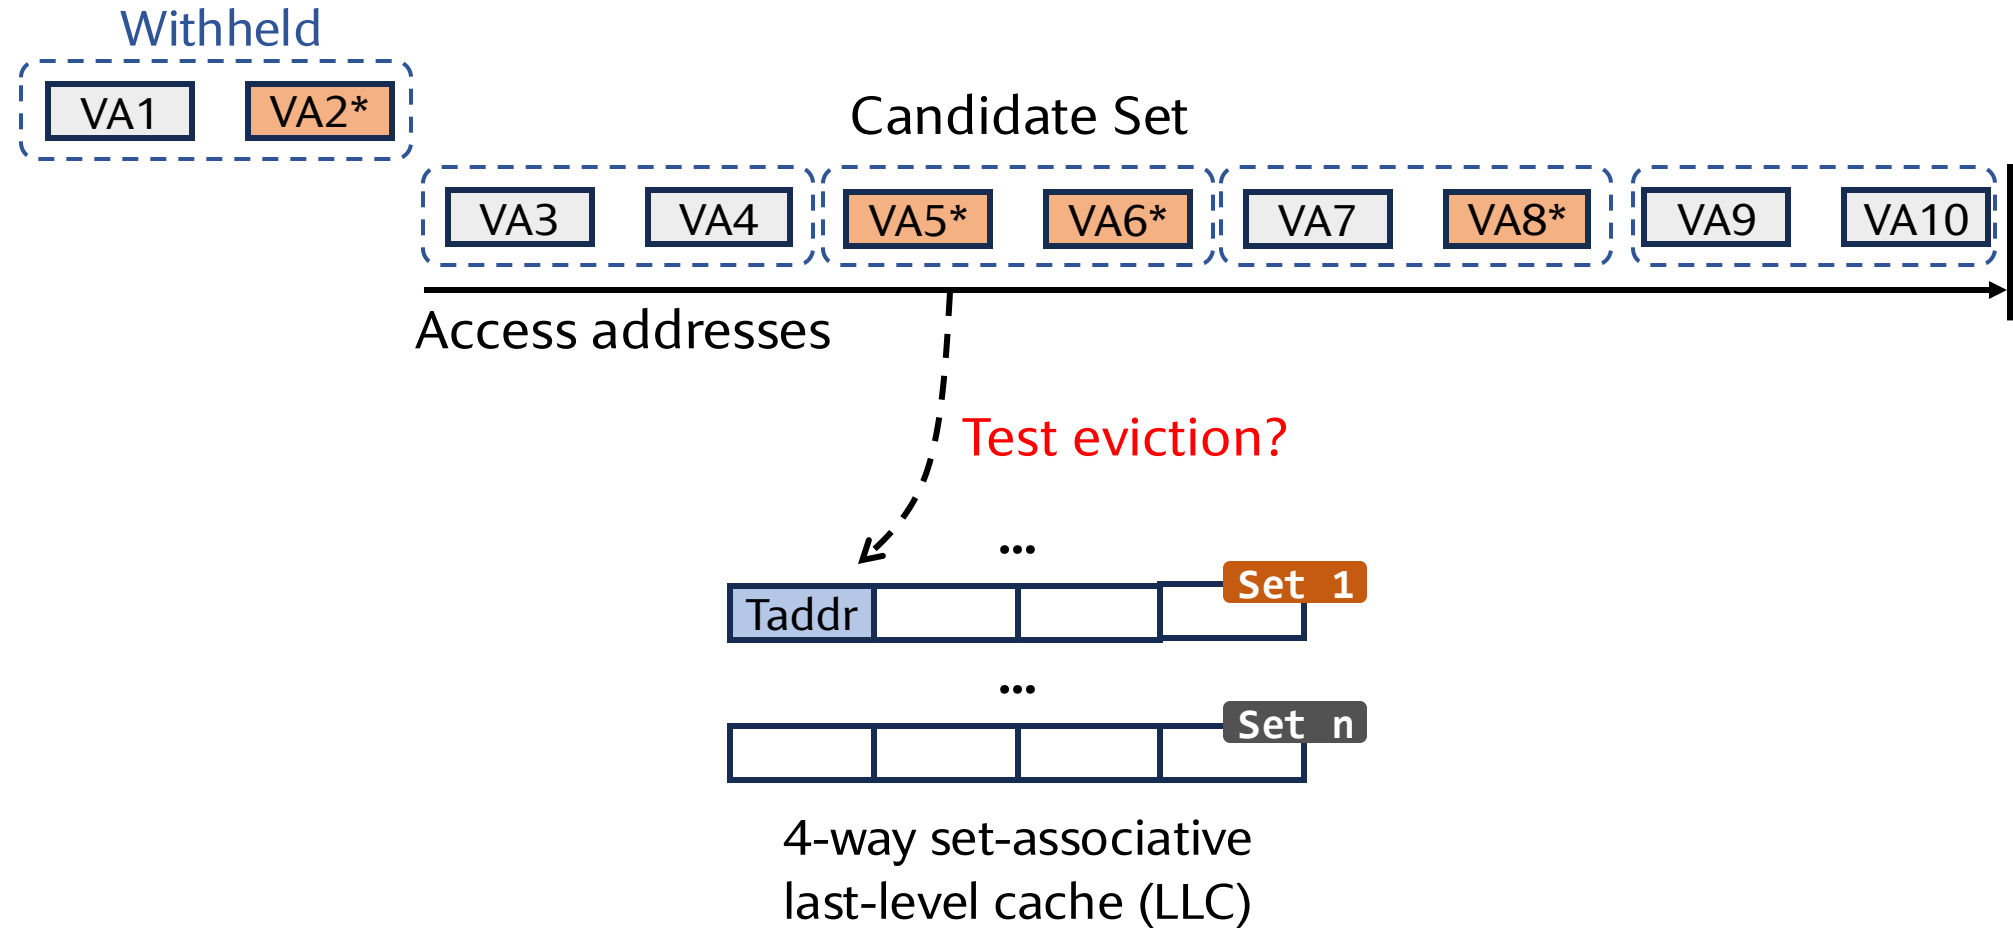 Withheld
VA1
VA2*
Candidate Set
VA3
VA4
VA5*
VA6*
VA7
VA8*
VA9
VA10
Access addresses
Test eviction?
...
Set 1
Taddr
...
Set n
4-way set-associative
last-level cache (LLC)